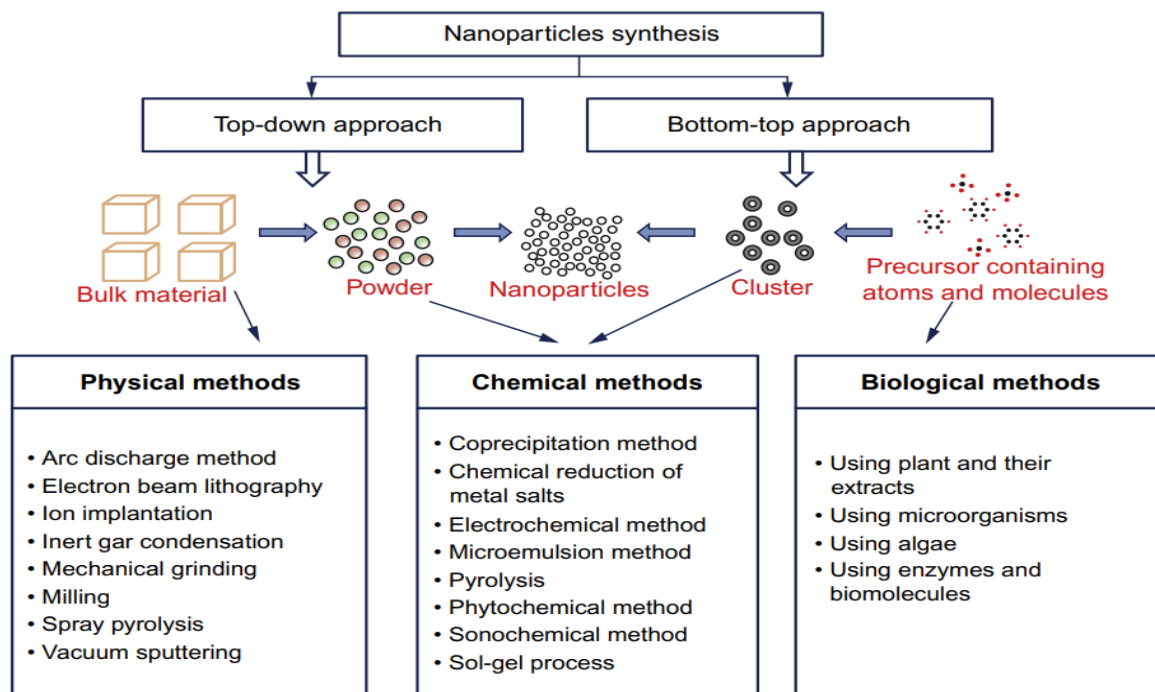 Nanoparticles synthesis
Top-down approach
Bottom-top approach
Bulk material
Powder
Nanoparticles
Cluster
Precursor containing
atoms and molecules
Physical methods
• Arc discharge method
• Electron beam lithography
• Ion implantation
• Inert gar condensation
• Mechanical grinding
• Milling
• Spray pyrolysis
• Vacuum sputtering
Chemical methods
• Coprecipitation method
• Chemical reduction of
metal salts
• Electrochemical method
• Microemulsion method
• Pyrolysis
• Phytochemical method
• Sonochemical method
• Sol-gel process
Biological methods
• Using plant and their
extracts
• Using microorganisms
• Using algae
• Using enzymes and
biomolecules